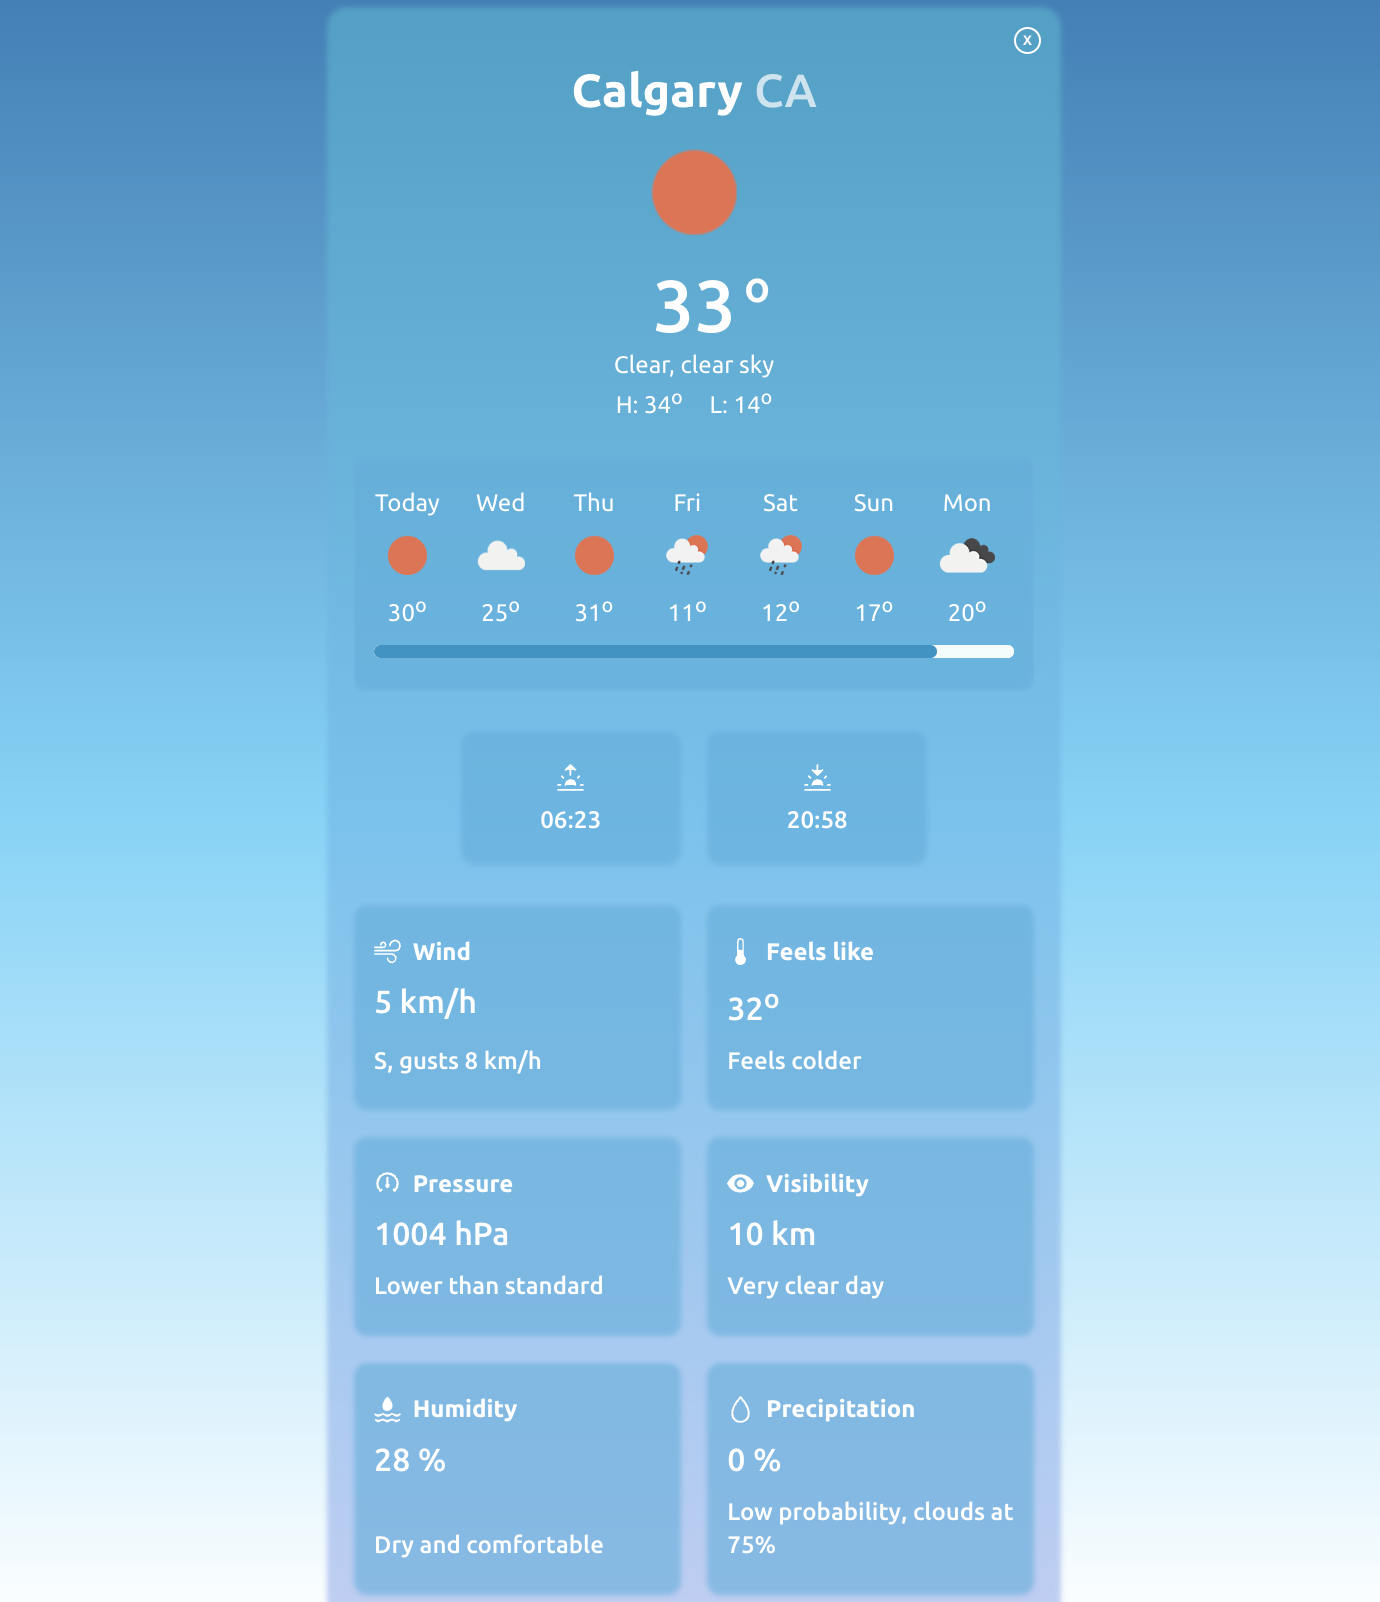 X
Calgary CA
33°
Clear, clear sky
H: 34° L: 14°
Today Wed Thu Fri Sat Sun Mon
30° 25° 31° 11° 12° 17° 20°
06:23 20:58
Wind
5 km/h
S, gusts 8 km/h
Feels like
32°
Feels colder
Pressure
1004 hPa
Lower than standard
Visibility
10 km
Very clear day
Humidity
28 %
Dry and comfortable
Precipitation
0 %
Low probability, clouds at
75%